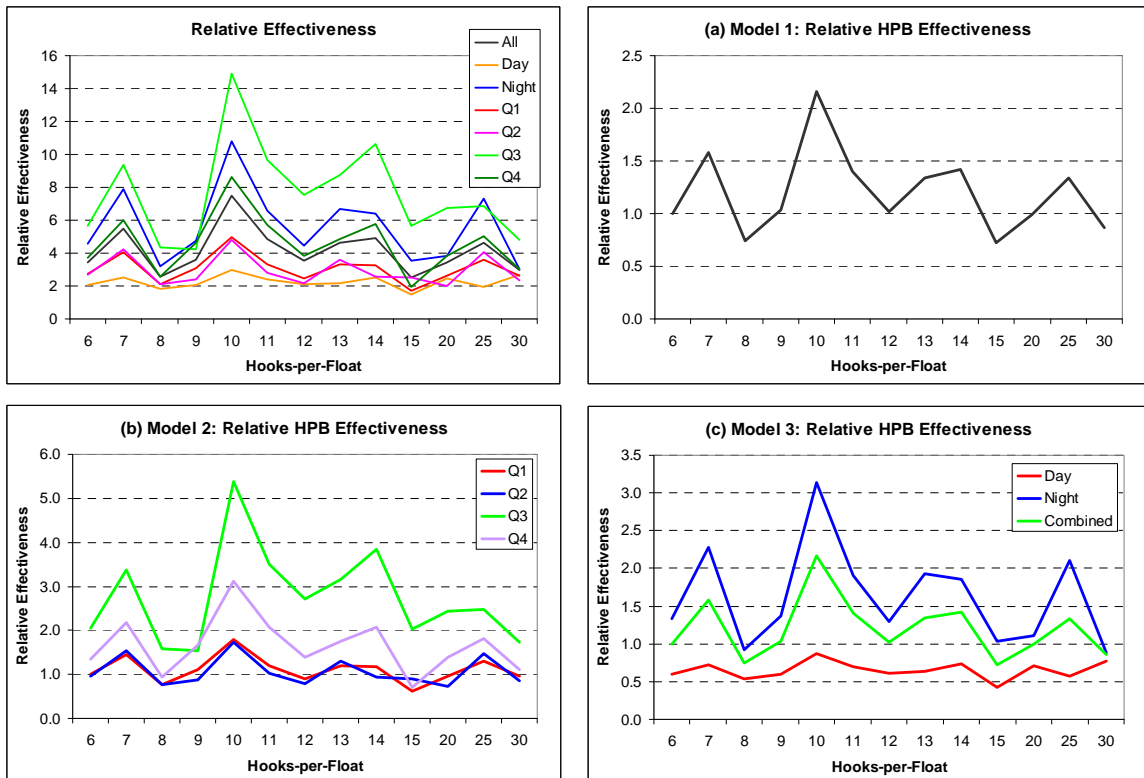 Relative Effectiveness
Relative Effectiveness
16
14
12
10
8
6
4
2
0
6 7 8 9 10 11 12 13 14 15 20 25 30
Hooks-per-Float
All
Day
Night
Q1
Q2
Q3
Q4
(a) Model 1: Relative HPB Effectiveness
Relative Effectiveness
2.5
2.0
1.5
1.0
0.5
0.0
6 7 8 9 10 11 12 13 14 15 20 25 30
Hooks-per-Float
(b) Model 2: Relative HPB Effectiveness
Relative Effectiveness
6.0
5.0
4.0
3.0
2.0
1.0
0.0
6 7 8 9 10 11 12 13 14 15 20 25 30
Hooks-per-Float
Q1
Q2
Q3
Q4
(c) Model 3: Relative HPB Effectiveness
Relative Effectiveness
3.5
3.0
2.5
2.0
1.5
1.0
0.5
0.0
6 7 8 9 10 11 12 13 14 15 20 25 30
Hooks-per-Float
Day
Night
Combined